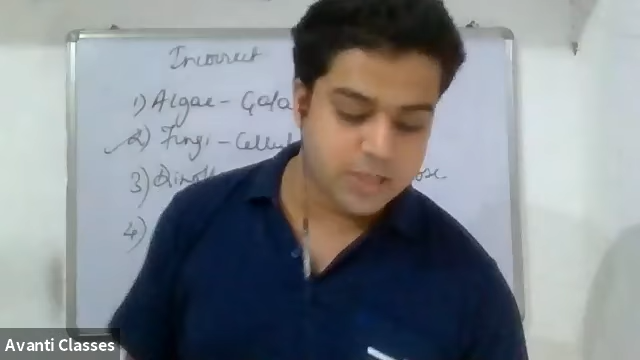 Incorrect
1) Algae - Gala
2) Fungi - Cellul
3)
4)
Avanti Classes